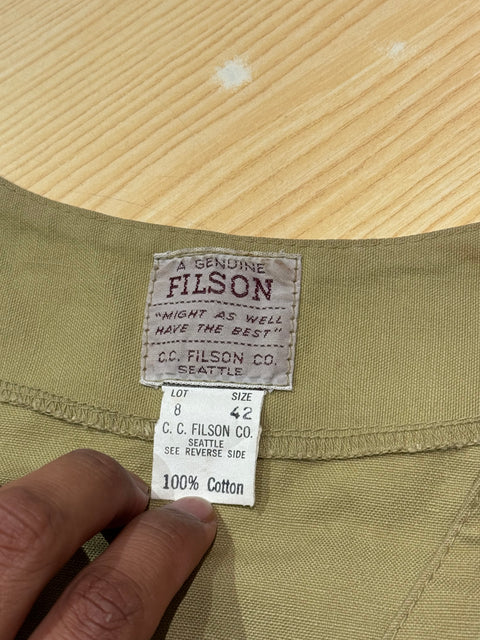 A GENUINE
FILSON
"MIGHT AS WELL
HAVE THE BEST"
C.C. FILSON CO.
SEATTLE
LOT SIZE
8 42
C. C. FILSON CO.
SEATTLE
SEE REVERSE SIDE
100% Cotton